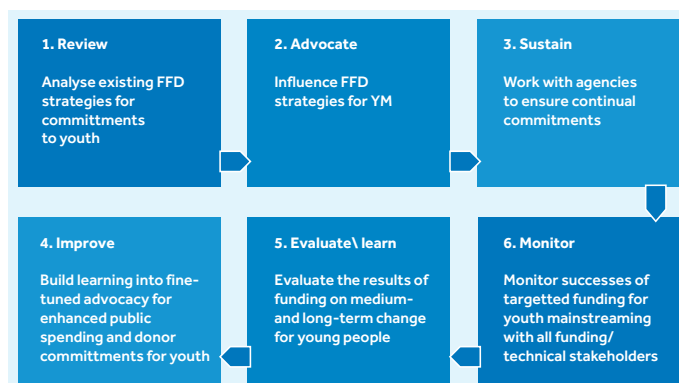 1. Review
Analyse existing FFD
strategies for
committments
to youth
2. Advocate
Influence FFD
strategies for YM
3. Sustain
Work with agencies
to ensure continual
commitments
4. Improve
Build learning into fine-
tuned advocacy for
enhanced public
spending and donor
committments for youth
5. Evaluate\ learn
Evaluate the results of
funding on medium-
and long-term change
for young people
6. Monitor
Monitor successes of
targetted funding for
youth mainstreaming
with all funding/
technical stakeholders